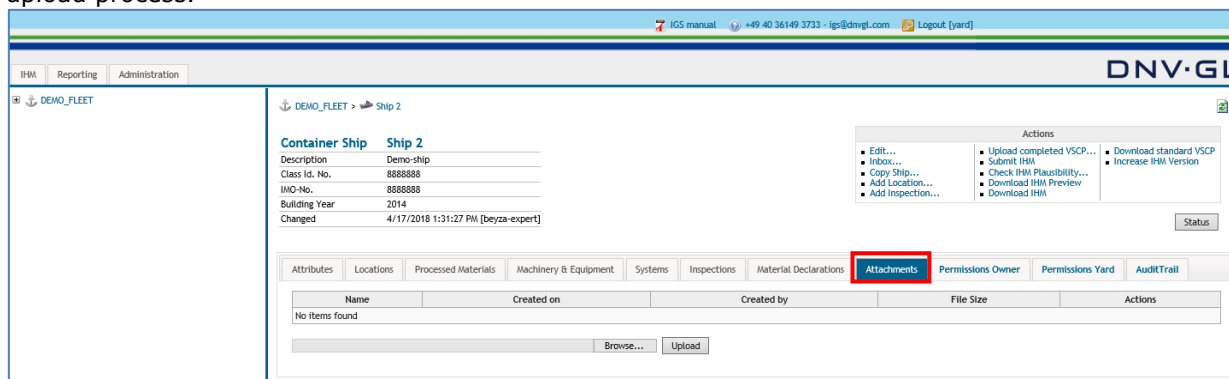 upload process.
IGS manual +49 40 36149 3733 - igs@dnvgl.com Logout [yard]
IHM Reporting Administration
DNV·GL
DEMO_FLEET
DEMO_FLEET > Ship 2
Container Ship Ship 2
Description Demo-ship
Class Id. No. 8888888
IMO-No. 8888888
Building Year 2014
Changed 4/17/2018 1:31:27 PM [beyza-expert]
Actions
Edit... Upload completed VSCP... Download standard VSCP
Inbox... Submit IHM Increase IHM Version
Copy Ship... Check IHM Plausibility...
Add Location... Download IHM Preview
Add Inspection... Download IHM
Status
Attributes Locations Processed Materials Machinery & Equipment Systems Inspections Material Declarations Attachments Permissions Owner Permissions Yard AuditTrail
Name Created on Created by File Size Actions
No items found
Browse... Upload